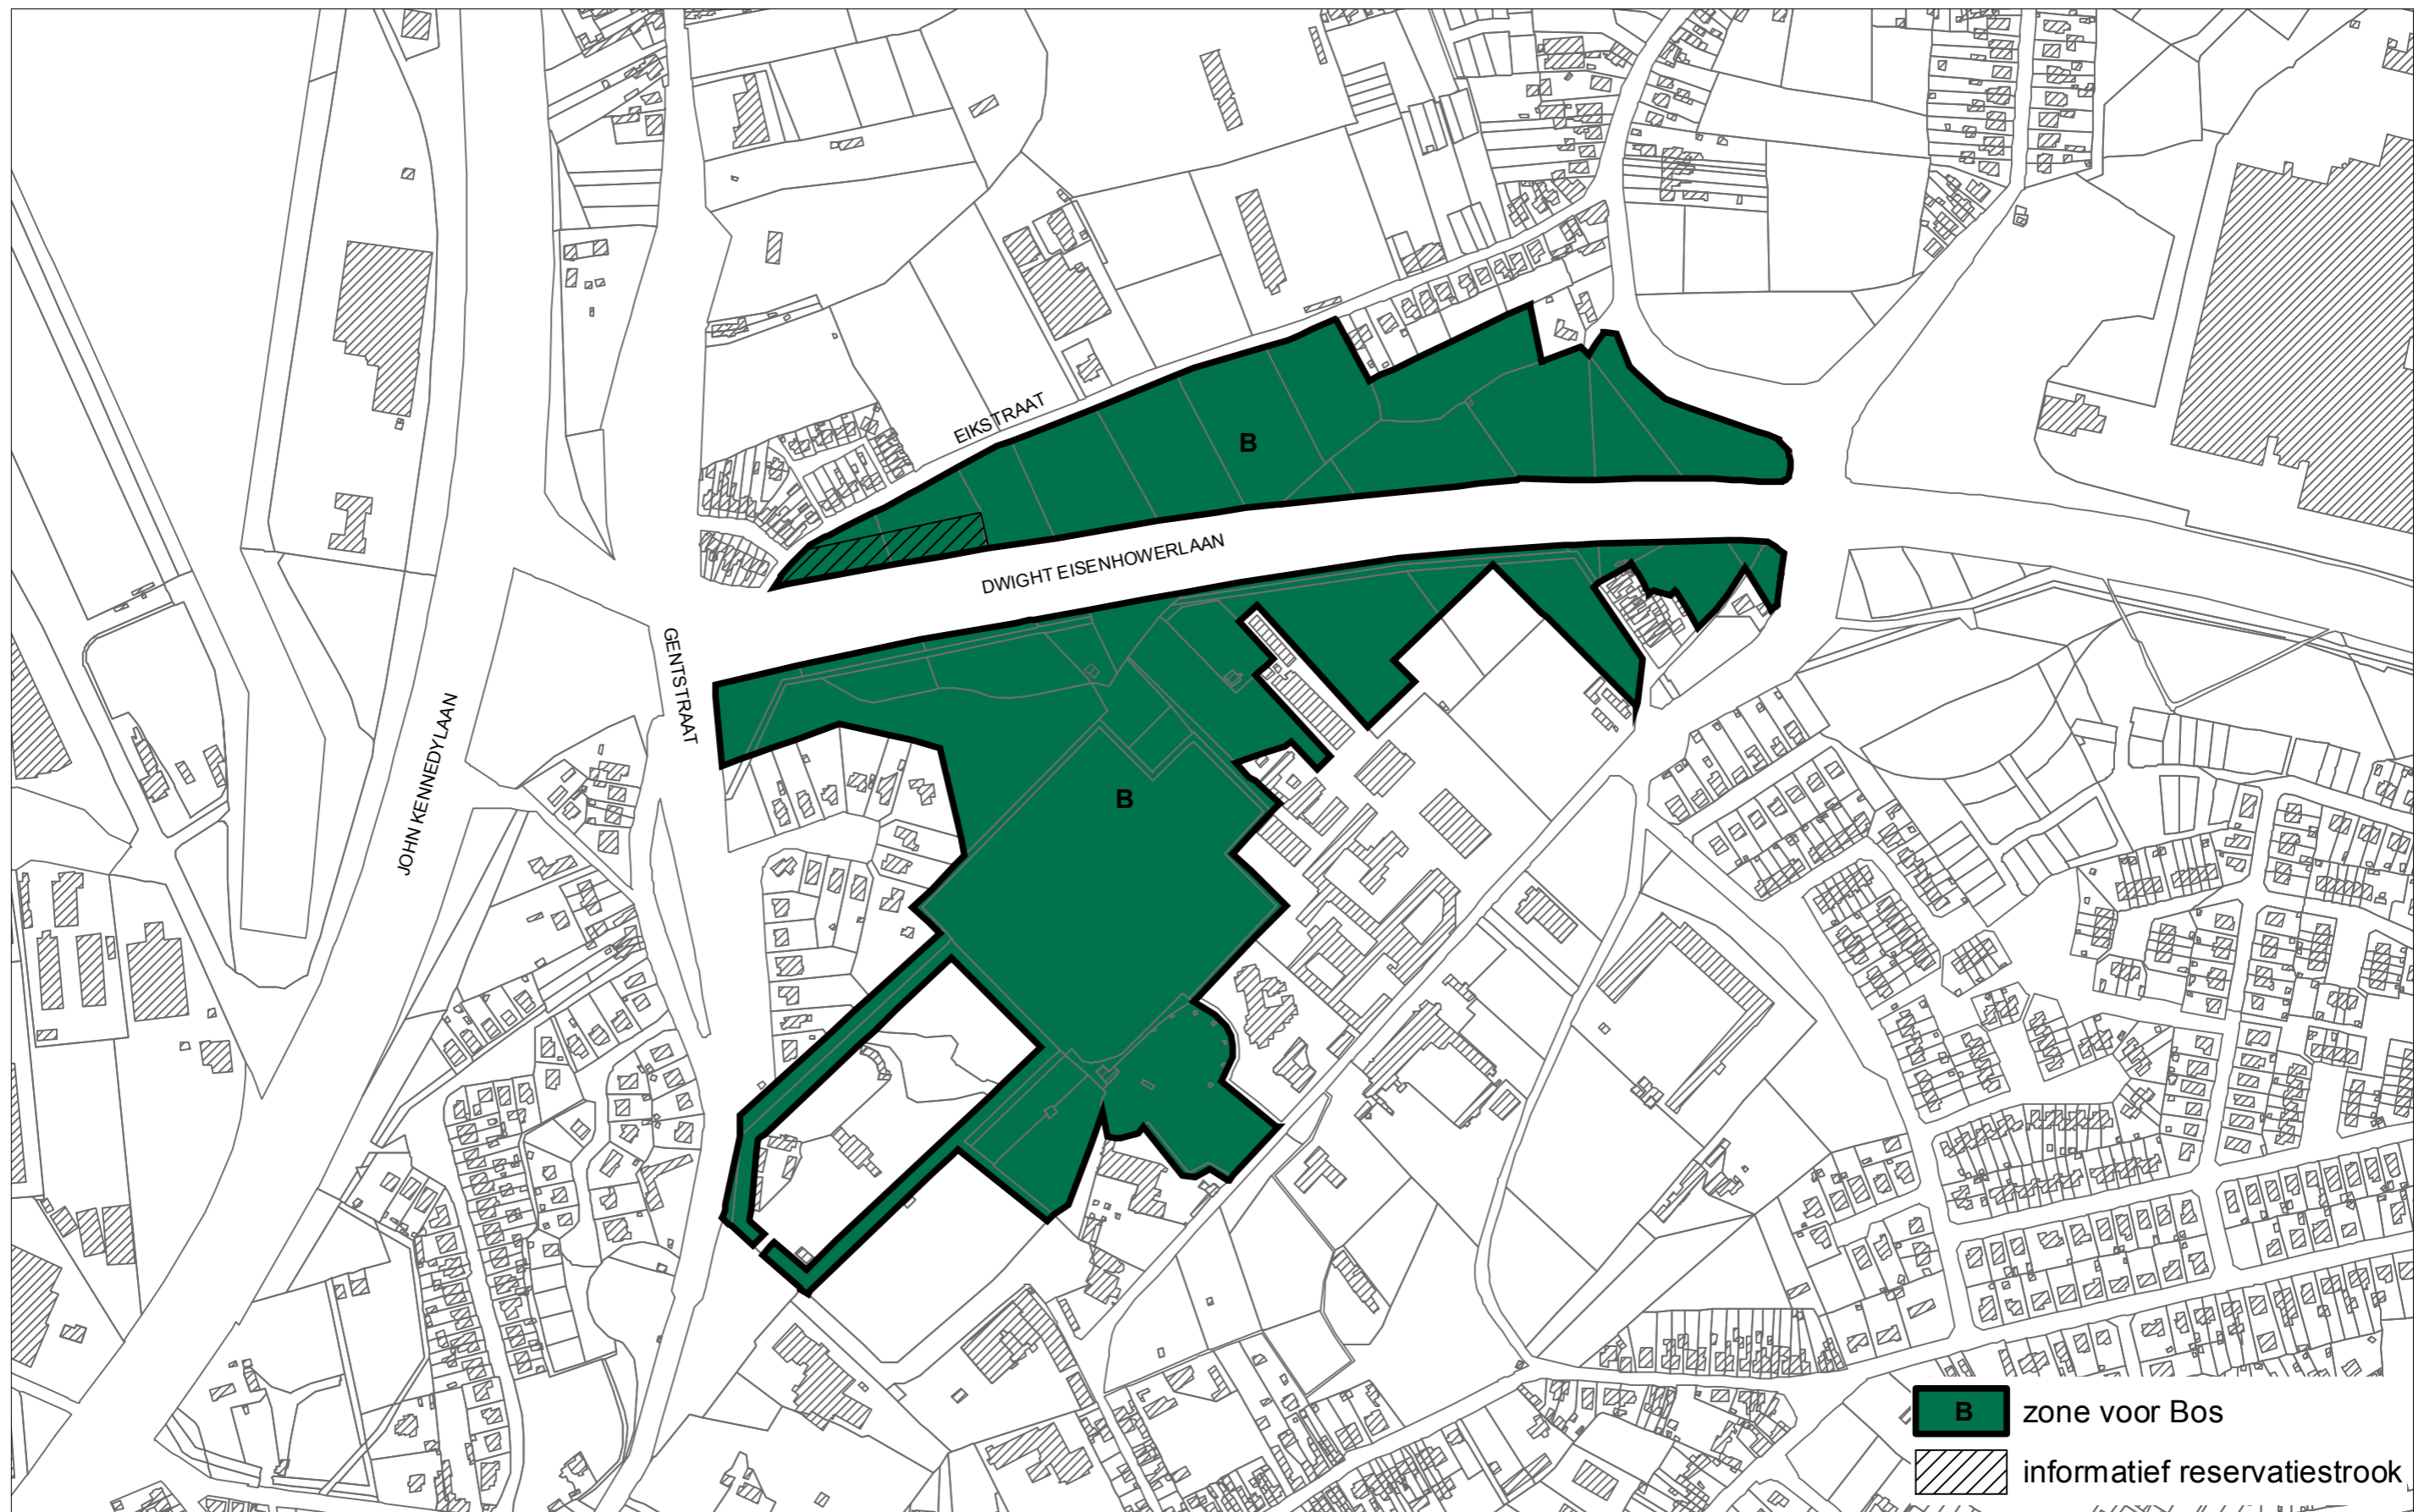 EIKSTRAAT
B
DWIGHT EISENHOWERLAAN
GENTSTRAAT
JOHN KENNEDYLAAN
B
B zone voor Bos
informatief reservatiestrook